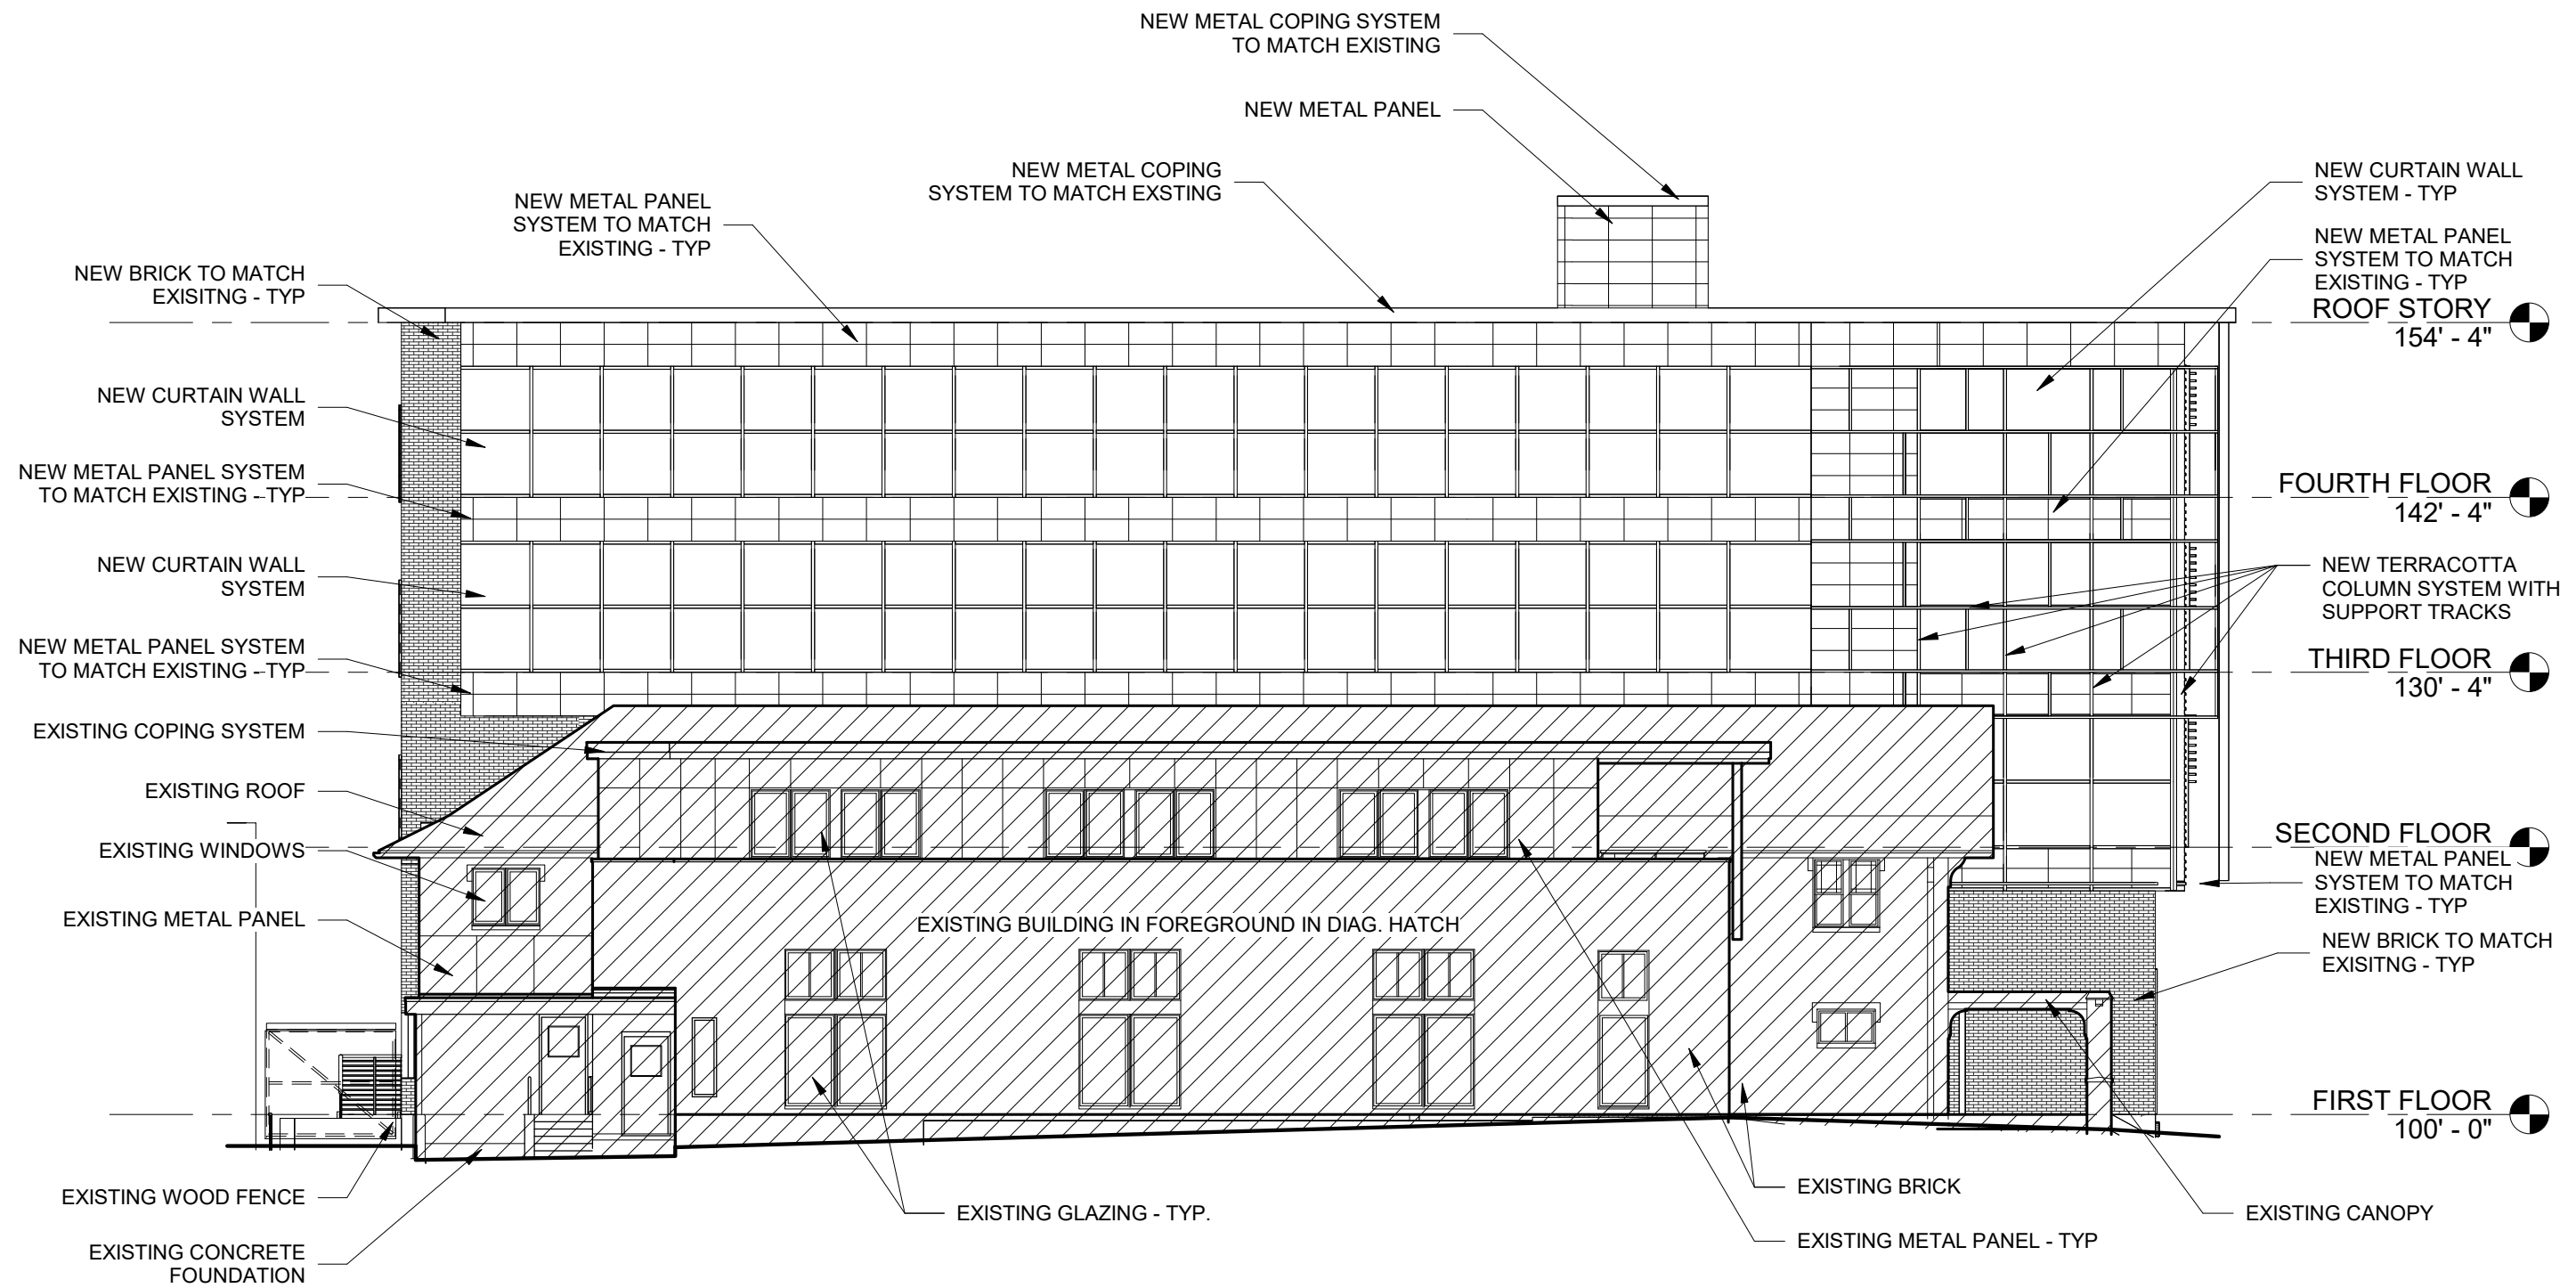 NEW METAL COPING SYSTEM
TO MATCH EXISTING
NEW METAL PANEL
NEW METAL COPING
SYSTEM TO MATCH EXSTING
NEW METAL PANEL
SYSTEM TO MATCH
EXISTING - TYP
NEW BRICK TO MATCH
EXISITNG - TYP
NEW CURTAIN WALL
SYSTEM
NEW METAL PANEL SYSTEM
TO MATCH EXISTING - TYP
NEW CURTAIN WALL
SYSTEM
NEW METAL PANEL SYSTEM
TO MATCH EXISTING - TYP
EXISTING COPING SYSTEM
EXISTING ROOF
EXISTING WINDOWS
EXISTING METAL PANEL
EXISTING WOOD FENCE
EXISTING CONCRETE
FOUNDATION
EXISTING BUILDING IN FOREGROUND IN DIAG. HATCH
EXISTING GLAZING - TYP.
EXISTING BRICK
EXISTING METAL PANEL - TYP
EXISTING CANOPY
NEW CURTAIN WALL
SYSTEM - TYP
NEW METAL PANEL
SYSTEM TO MATCH
EXISTING - TYP
ROOF STORY
154' - 4"
FOURTH FLOOR
142' - 4"
NEW TERRACOTTA
COLUMN SYSTEM WITH
SUPPORT TRACKS
THIRD FLOOR
130' - 4"
SECOND FLOOR
NEW METAL PANEL
SYSTEM TO MATCH
EXISTING - TYP
NEW BRICK TO MATCH
EXISITNG - TYP
FIRST FLOOR
100' - 0"